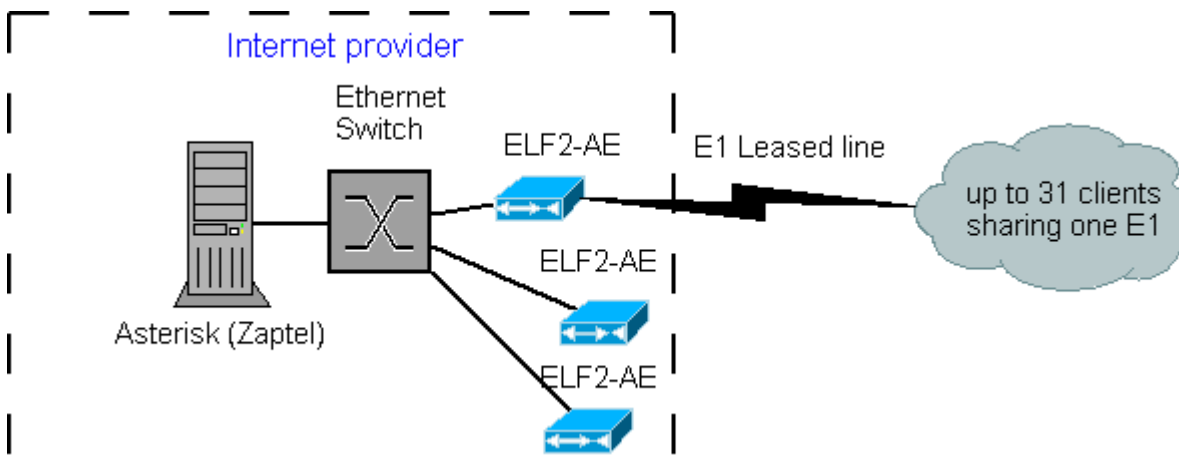 Internet provider
Ethernet
Switch
ELF2-AE
E1 Leased line
up to 31 clients
sharing one E1
ELF2-AE
Asterisk (Zaptel)
ELF2-AE